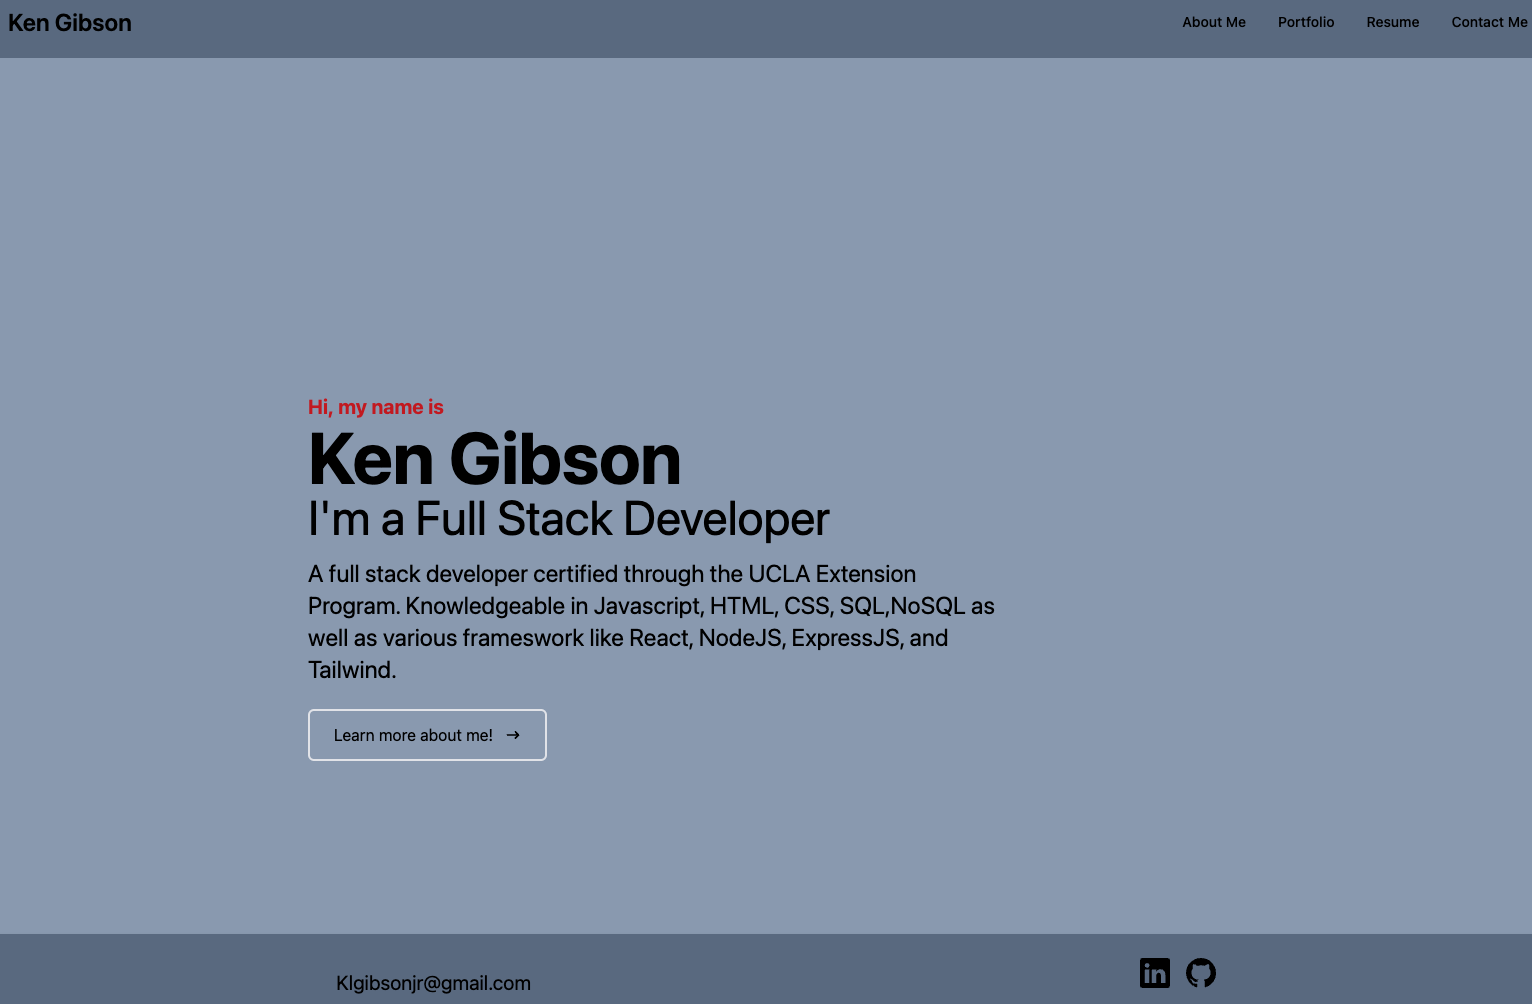 Ken Gibson
About Me Portfolio Resume Contact Me
Hi, my name is
Ken Gibson
I'm a Full Stack Developer
A full stack developer certified through the UCLA Extension
Program. Knowledgeable in Javascript, HTML, CSS, SQL,NoSQL as
well as various frameswork like React, NodeJS, ExpressJS, and
Tailwind.
Learn more about me! →
Klgibsonjr@gmail.com
in